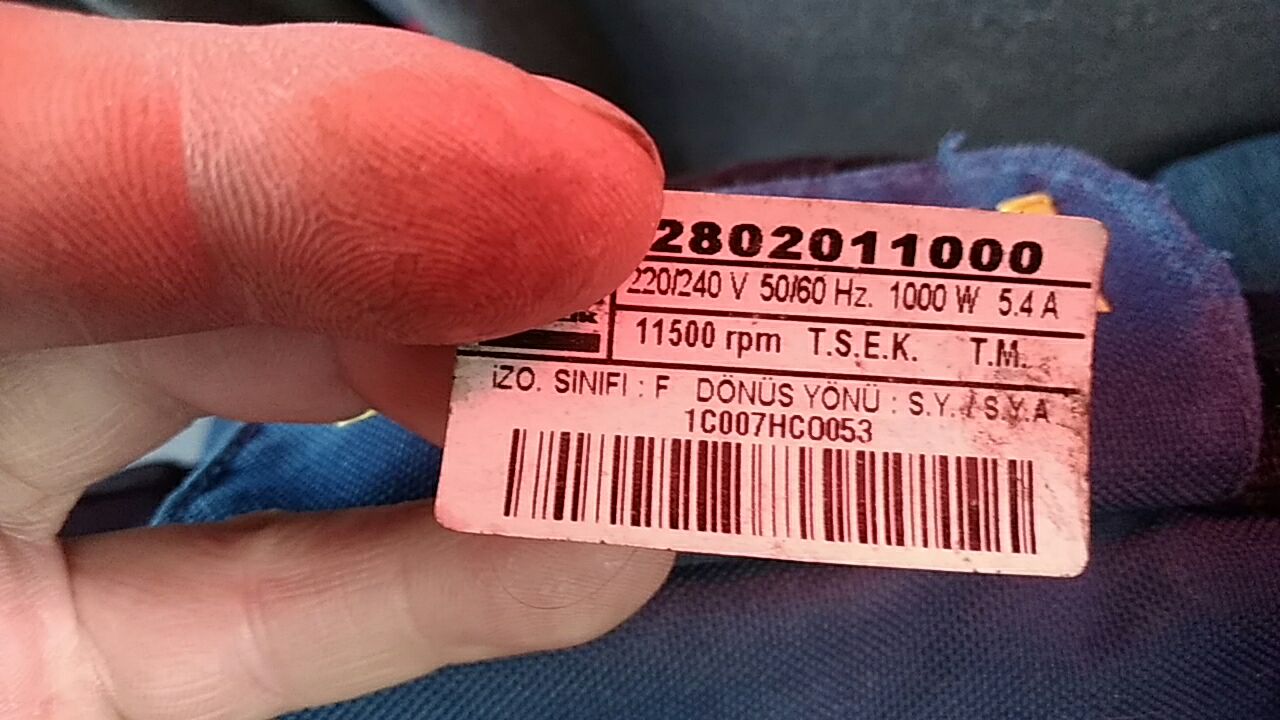 2802011000
220/240 V 50/60 Hz. 1000 W 5.4 A
11500 rpm T.S.E.K. T.M.
İZO. SINIFI : F DÖNÜS YÖNÜ : S.Y. / S.Y.A
1C007HC0053